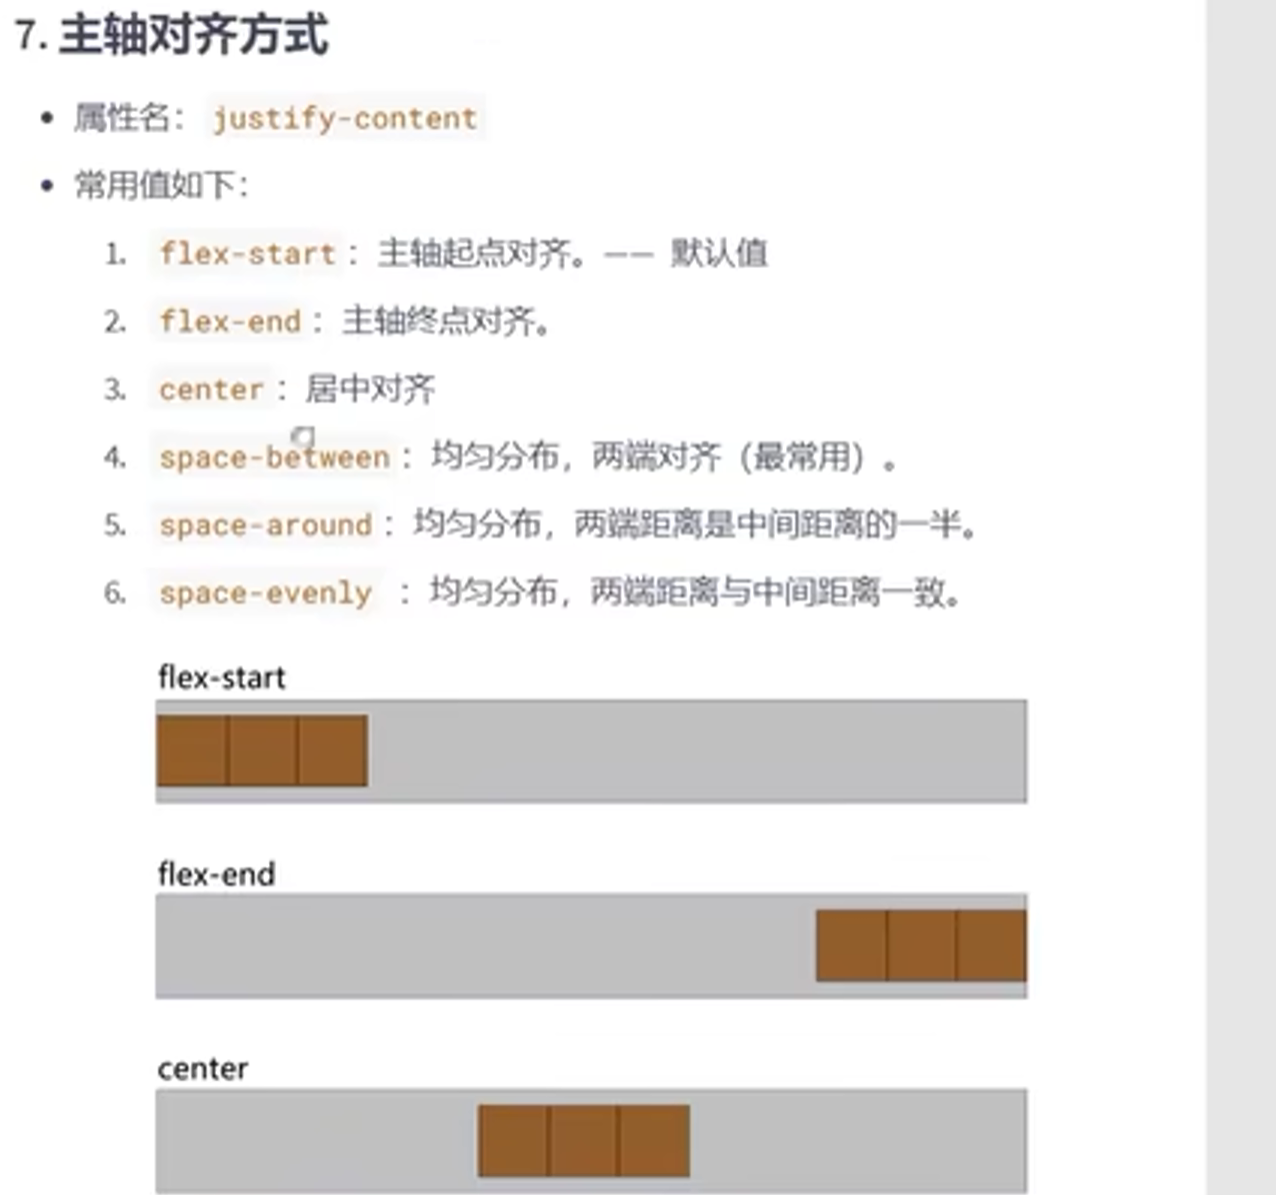 7. 主轴对齐方式
• 属性名： justify-content
• 常用值如下：
1. flex-start： 主轴起点对齐。—— 默认值
2. flex-end： 主轴终点对齐。
3. center： 居中对齐
4. space-between： 均匀分布，两端对齐（最常用）。
5. space-around： 均匀分布，两端距离是中间距离的一半。
6. space-evenly ： 均匀分布，两端距离与中间距离一致。
flex-start
flex-end
center